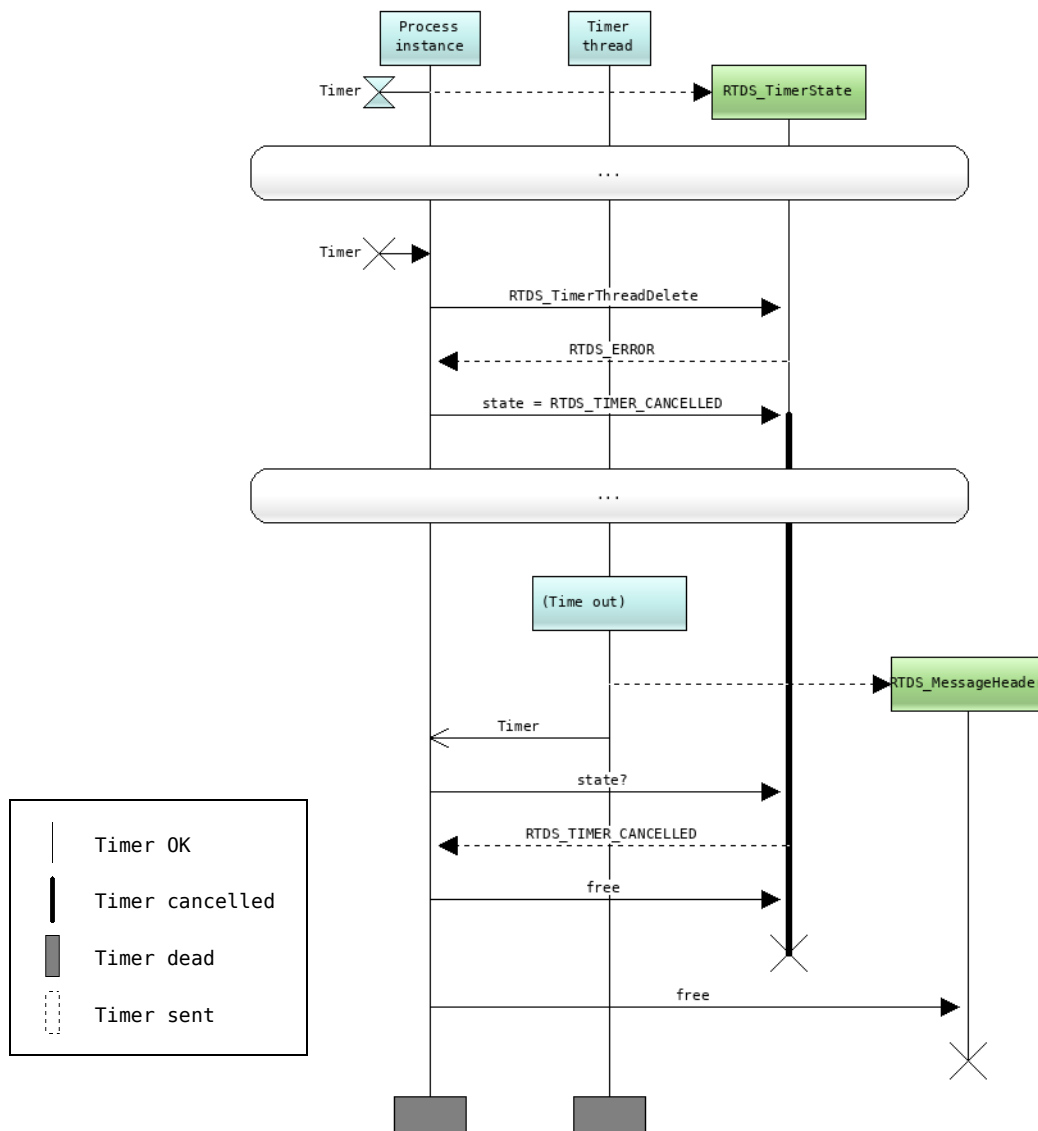 Process
instance
Timer
thread
Timer
RTDS_TimerState
...
Timer
RTDS_TimerThreadDelete
RTDS_ERROR
state = RTDS_TIMER_CANCELLED
...
(Time out)
RTDS_MessageHeade
Timer
state?
RTDS_TIMER_CANCELLED
free
free
Timer OK
Timer cancelled
Timer dead
Timer sent